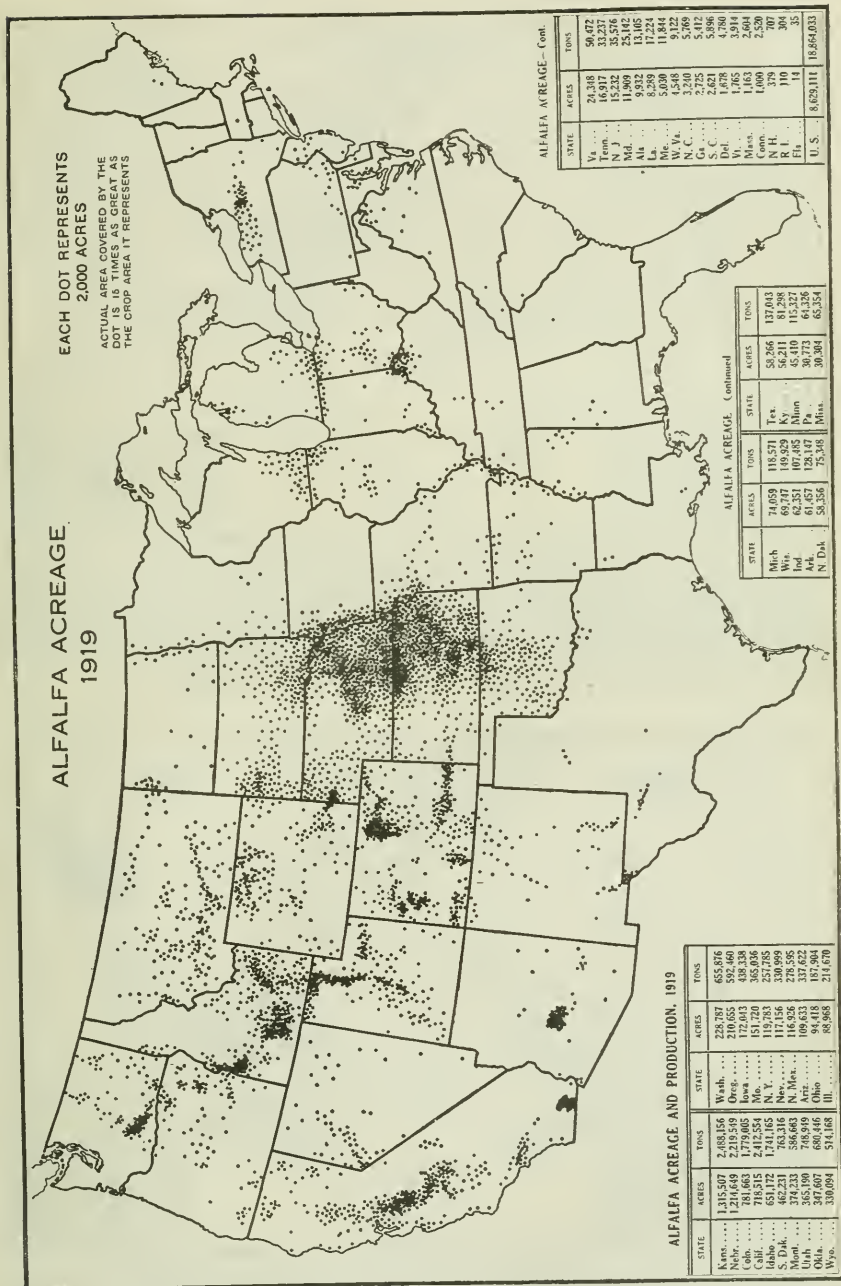 ALFALFA ACREAGE
1919
EACH DOT REPRESENTS
2,000 ACRES
ACTUAL AREA COVERED BY THE
DOT IS 15 TIMES AS GREAT AS
THE CROP AREA IT REPRESENTS
ALFALFA ACREAGE AND PRODUCTION, 1919
STATE ACRES TONS STATE ACRES TONS
Kans..... 1,315,507 2,488,156 Wash..... 228,787 655,876
Nebr..... 1,214,649 2,219,549 Oreg..... 210,655 592,460
Colo..... 781,663 1,779,005 Iowa..... 172,043 438,338
Calif..... 718,515 2,412,554 Mo....... 151,720 365,036
Idaho.... 651,172 1,741,165 N. Y..... 119,783 257,785
S. Dak... 462,231 763,316 Nev..... 117,156 330,999
Mont.... 374,233 586,663 N. Mex... 116,926 278,595
Utah.... 365,190 748,949 Ariz..... 109,633 337,622
Okla..... 347,607 680,446 Ohio..... 94,418 187,904
Wyo..... 330,094 514,168 Ill....... 88,968 214,670
ALFALFA ACREAGE Continued
STATE ACRES TONS STATE ACRES TONS
Mich 74,059 118,571 Tex. 58,266 137,043
Wis. 69,747 149,929 Ky. 56,211 81,298
Ind. 62,351 107,485 Minn 45,410 115,327
Ark. 61,457 128,147 Pa. 30,773 64,326
N. Dak 58,356 75,348 Miss. 30,304 65,354
ALFALFA ACREAGE - Cont.
STATE ACRES TONS
Va.... 24,348 50,472
Tenn. 16,917 33,237
N. J. 15,232 35,576
Md. 11,909 25,142
Ala 9,932 13,105
La. 8,289 17,224
Me. 5,030 11,844
W. Va. 4,548 9,122
N. C. 3,240 5,769
Ga 2,725 5,412
S. C. 2,621 5,896
Del. 1,678 4,780
Vt. 1,765 3,914
Mass. 1,163 2,604
Conn. 1,000 2,520
N H. 379 707
R I. 110 304
Fla 14 35
U. S. 8,629,111 18,864,033